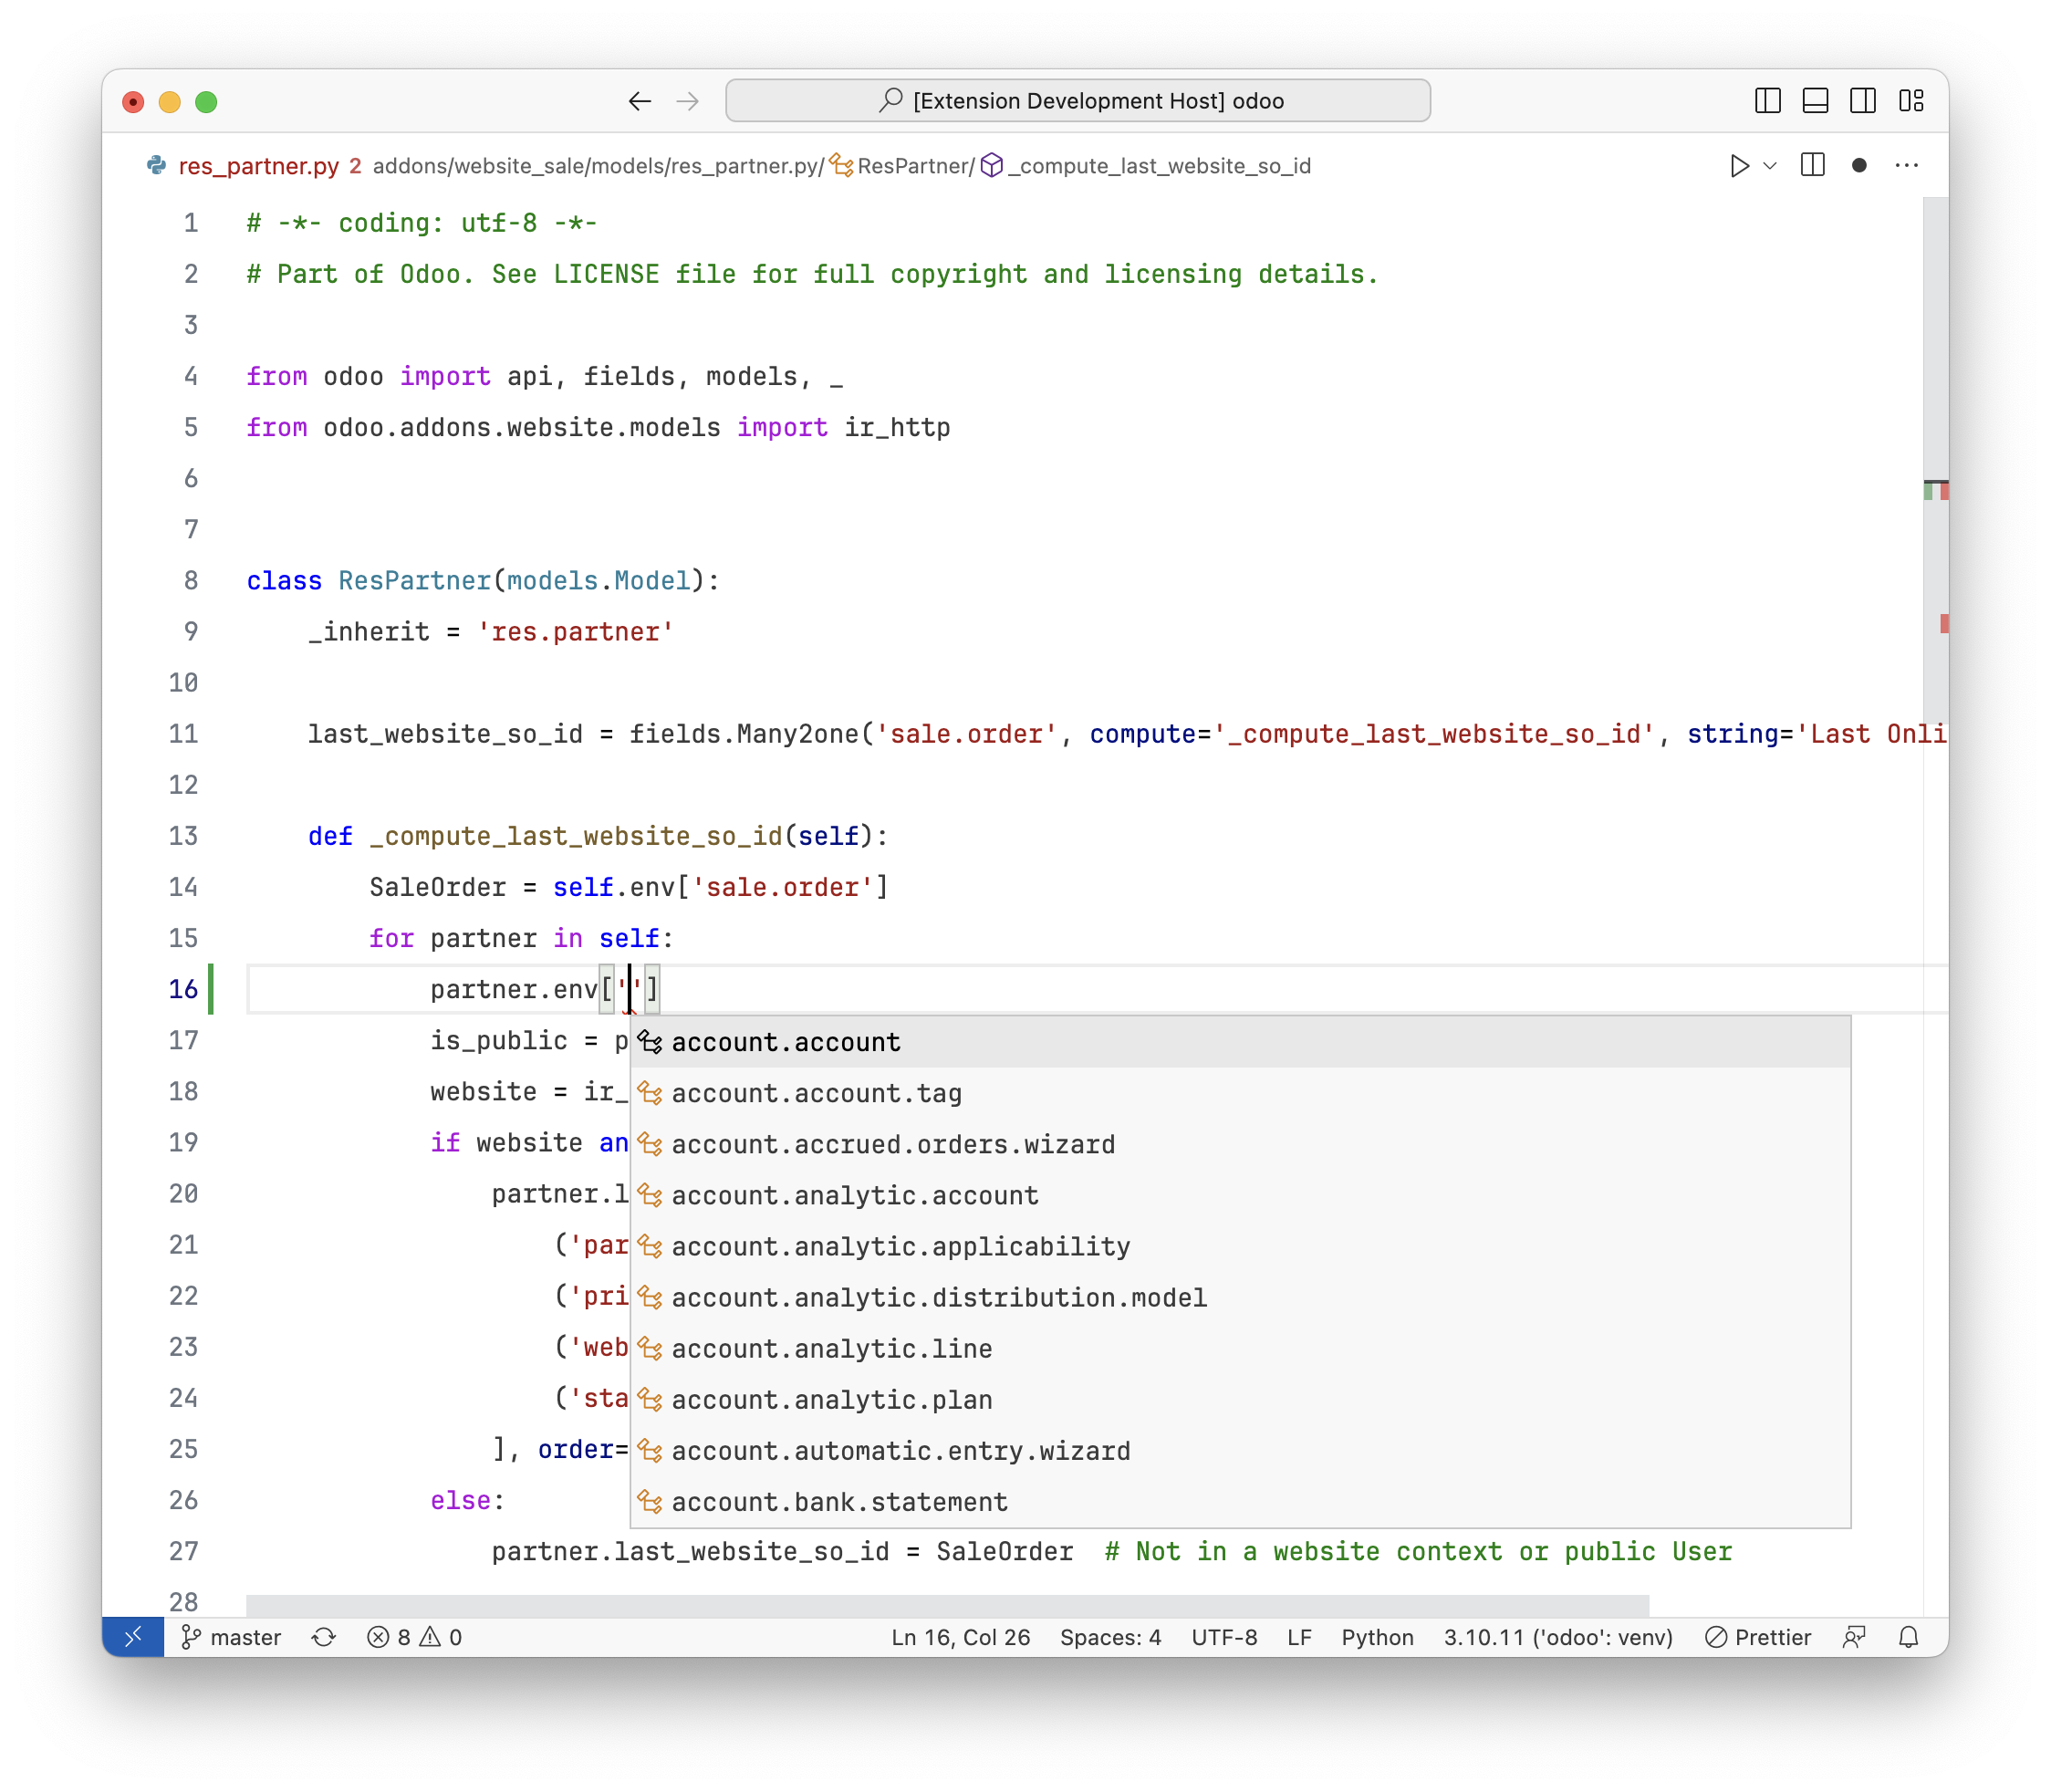 [Extension Development Host] odoo
res_partner.py 2 addons/website_sale/models/res_partner.py/ ResPartner/ _compute_last_website_so_id
1 # -*- coding: utf-8 -*-
2 # Part of Odoo. See LICENSE file for full copyright and licensing details.
3
4 from odoo import api, fields, models, _
5 from odoo.addons.website.models import ir_http
6
7
8 class ResPartner(models.Model):
9     _inherit = 'res.partner'
10
11     last_website_so_id = fields.Many2one('sale.order', compute='_compute_last_website_so_id', string='Last Onli
12
13     def _compute_last_website_so_id(self):
14         SaleOrder = self.env['sale.order']
15         for partner in self:
16             partner.env['']
17             is_public = p
account.account
18             website = ir_
account.account.tag
19             if website an
account.accrued.orders.wizard
20                 partner.l
account.analytic.account
21                     ('par
account.analytic.applicability
22                     ('pri
account.analytic.distribution.model
23                     ('web
account.analytic.line
24                     ('sta
account.analytic.plan
25                 ], order=
account.automatic.entry.wizard
26             else:
account.bank.statement
27                 partner.last_website_so_id = SaleOrder  # Not in a website context or public User
28
master 8 0 Ln 16, Col 26 Spaces: 4 UTF-8 LF Python 3.10.11 ('odoo': venv) Prettier